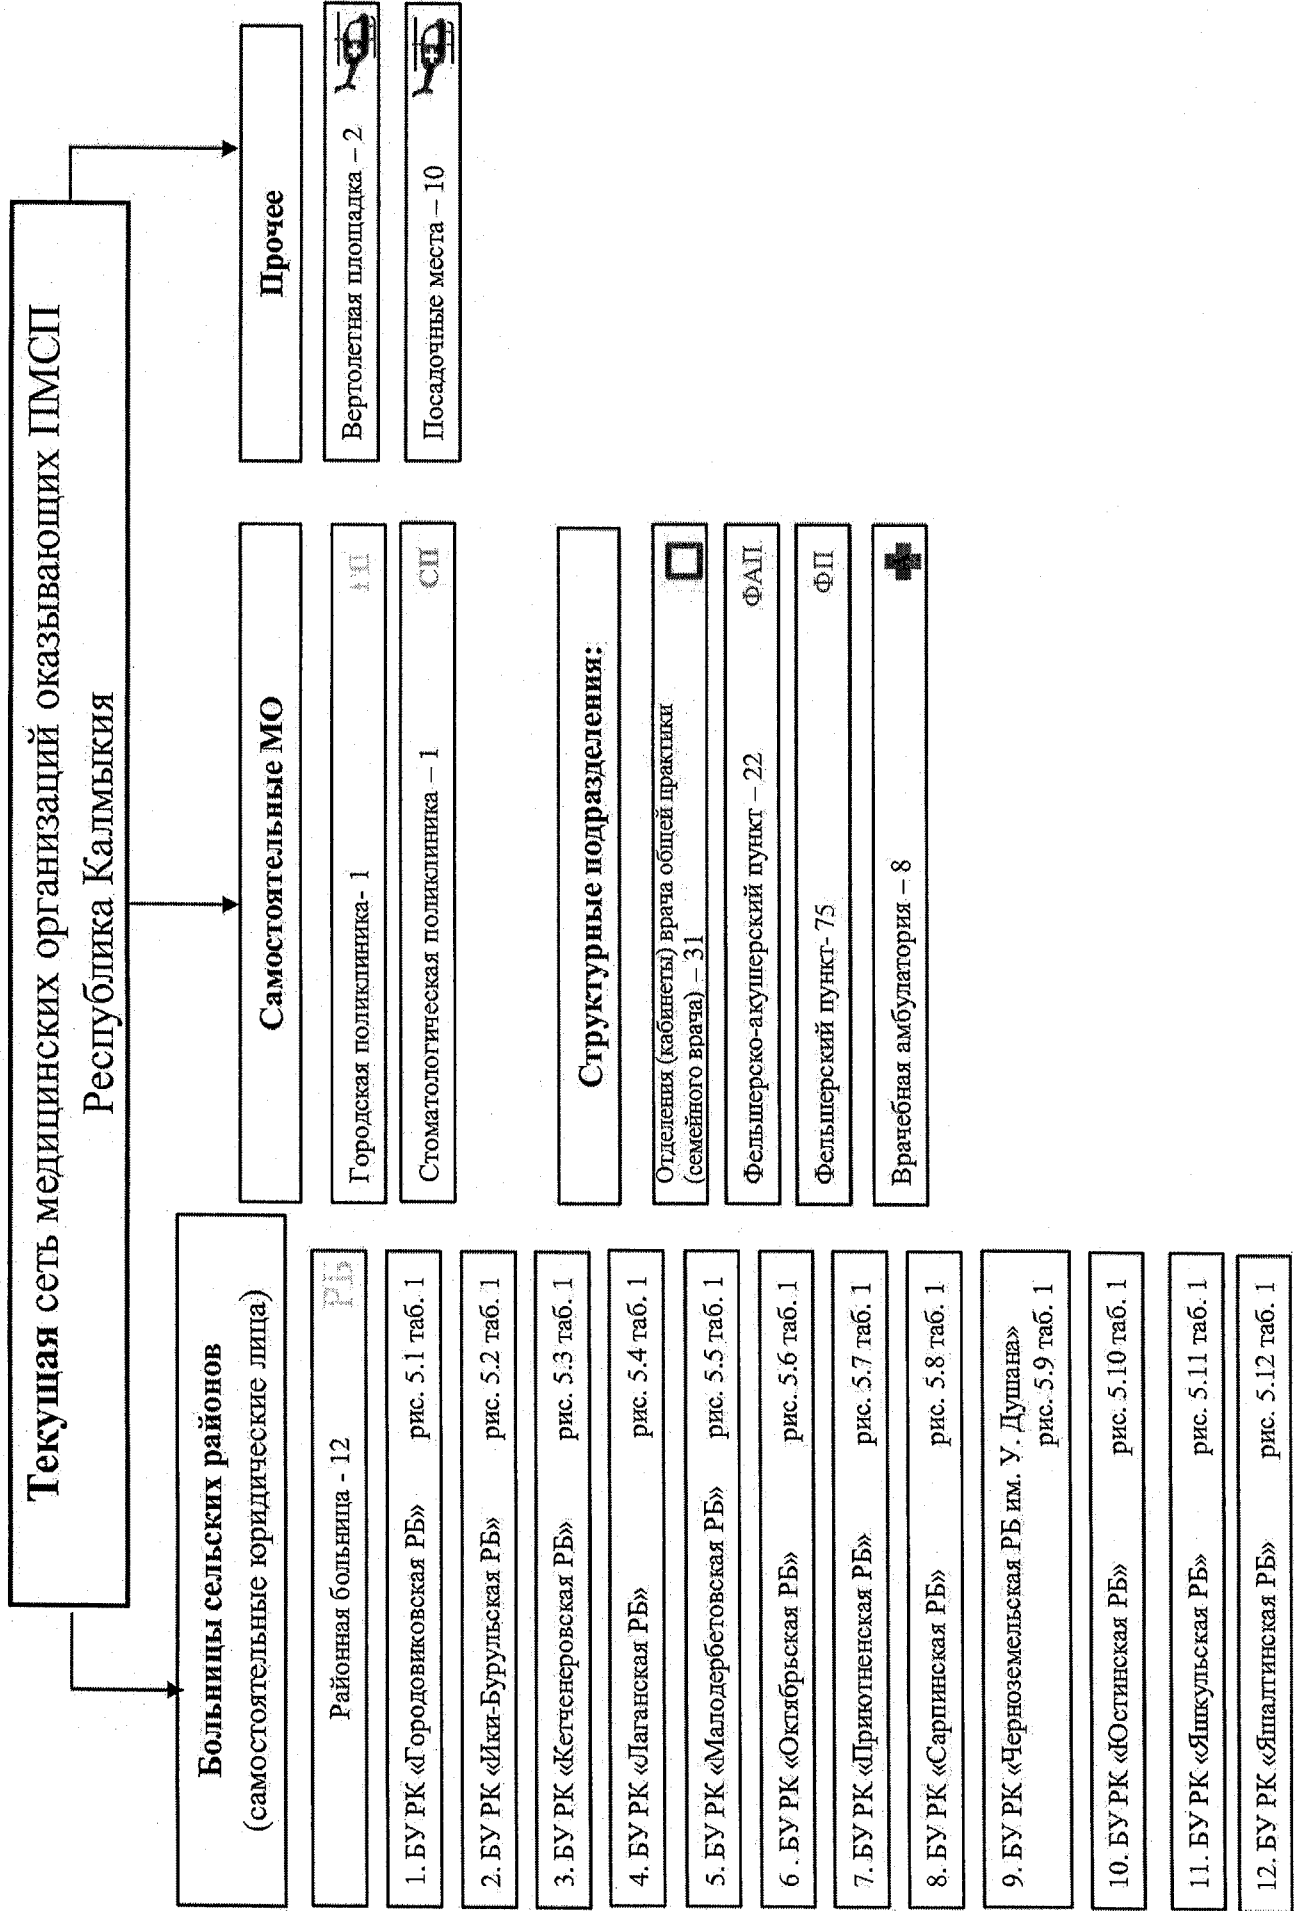 Текущая сеть медицинских организаций оказывающих ПМСП
Республика Калмыкия
Больницы сельских районов
(самостоятельные юридические лица)
Районная больница - 12 РБ
1. БУ РК «Городовиковская РБ» рис. 5.1 таб. 1
2. БУ РК «Ики-Бурульская РБ» рис. 5.2 таб. 1
3. БУ РК «Кетченеровская РБ» рис. 5.3 таб. 1
4. БУ РК «Лаганская РБ» рис. 5.4 таб. 1
5. БУ РК «Малодербетовская РБ» рис. 5.5 таб. 1
6 . БУ РК «Октябрьская РБ» рис. 5.6 таб. 1
7. БУ РК «Приютненская РБ» рис. 5.7 таб. 1
8. БУ РК «Сарпинская РБ» рис. 5.8 таб. 1
9. БУ РК «Черноземельская РБ им. У. Душана»
рис. 5.9 таб. 1
10. БУ РК «Юстинская РБ» рис. 5.10 таб. 1
11. БУ РК «Яшкульская РБ» рис. 5.11 таб. 1
12. БУ РК «Яшалтинская РБ» рис. 5.12 таб. 1
Самостоятельные МО
Городская поликлиника- 1 ГП
Стоматологическая поликлиника – 1 СП
Структурные подразделения:
Отделения (кабинеты) врача общей практики
(семейного врача) – 31
Фельшерско-акушерский пункт – 22 ФАП
Фельшерский пункт- 75 ФП
Врачебная амбулатория – 8
Прочее
Вертолетная площадка – 2
Посадочные места – 10